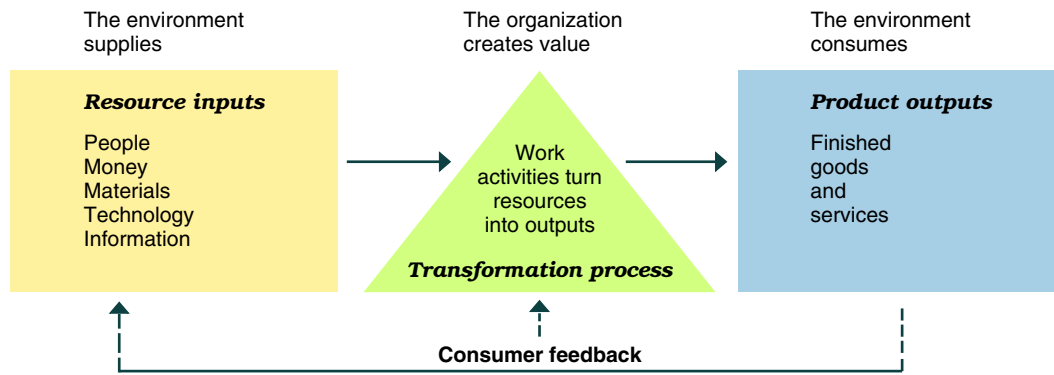 The environment
supplies
The organization
creates value
The environment
consumes
Resource inputs
People
Money
Materials
Technology
Information
Work
activities turn
resources
into outputs
Transformation process
Product outputs
Finished
goods
and
services
Consumer feedback